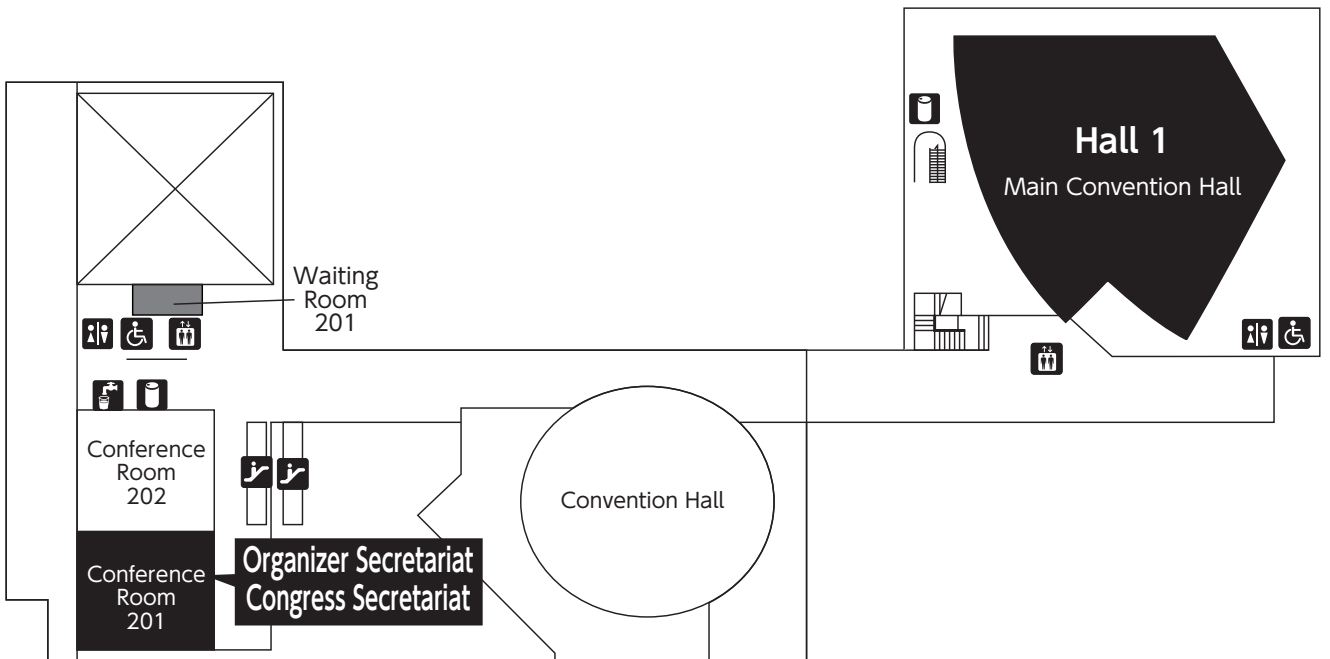 Hall 1
Main Convention Hall
Waiting
Room
201
Conference
Room
202
Convention Hall
Organizer Secretariat
Congress Secretariat
Conference
Room
201